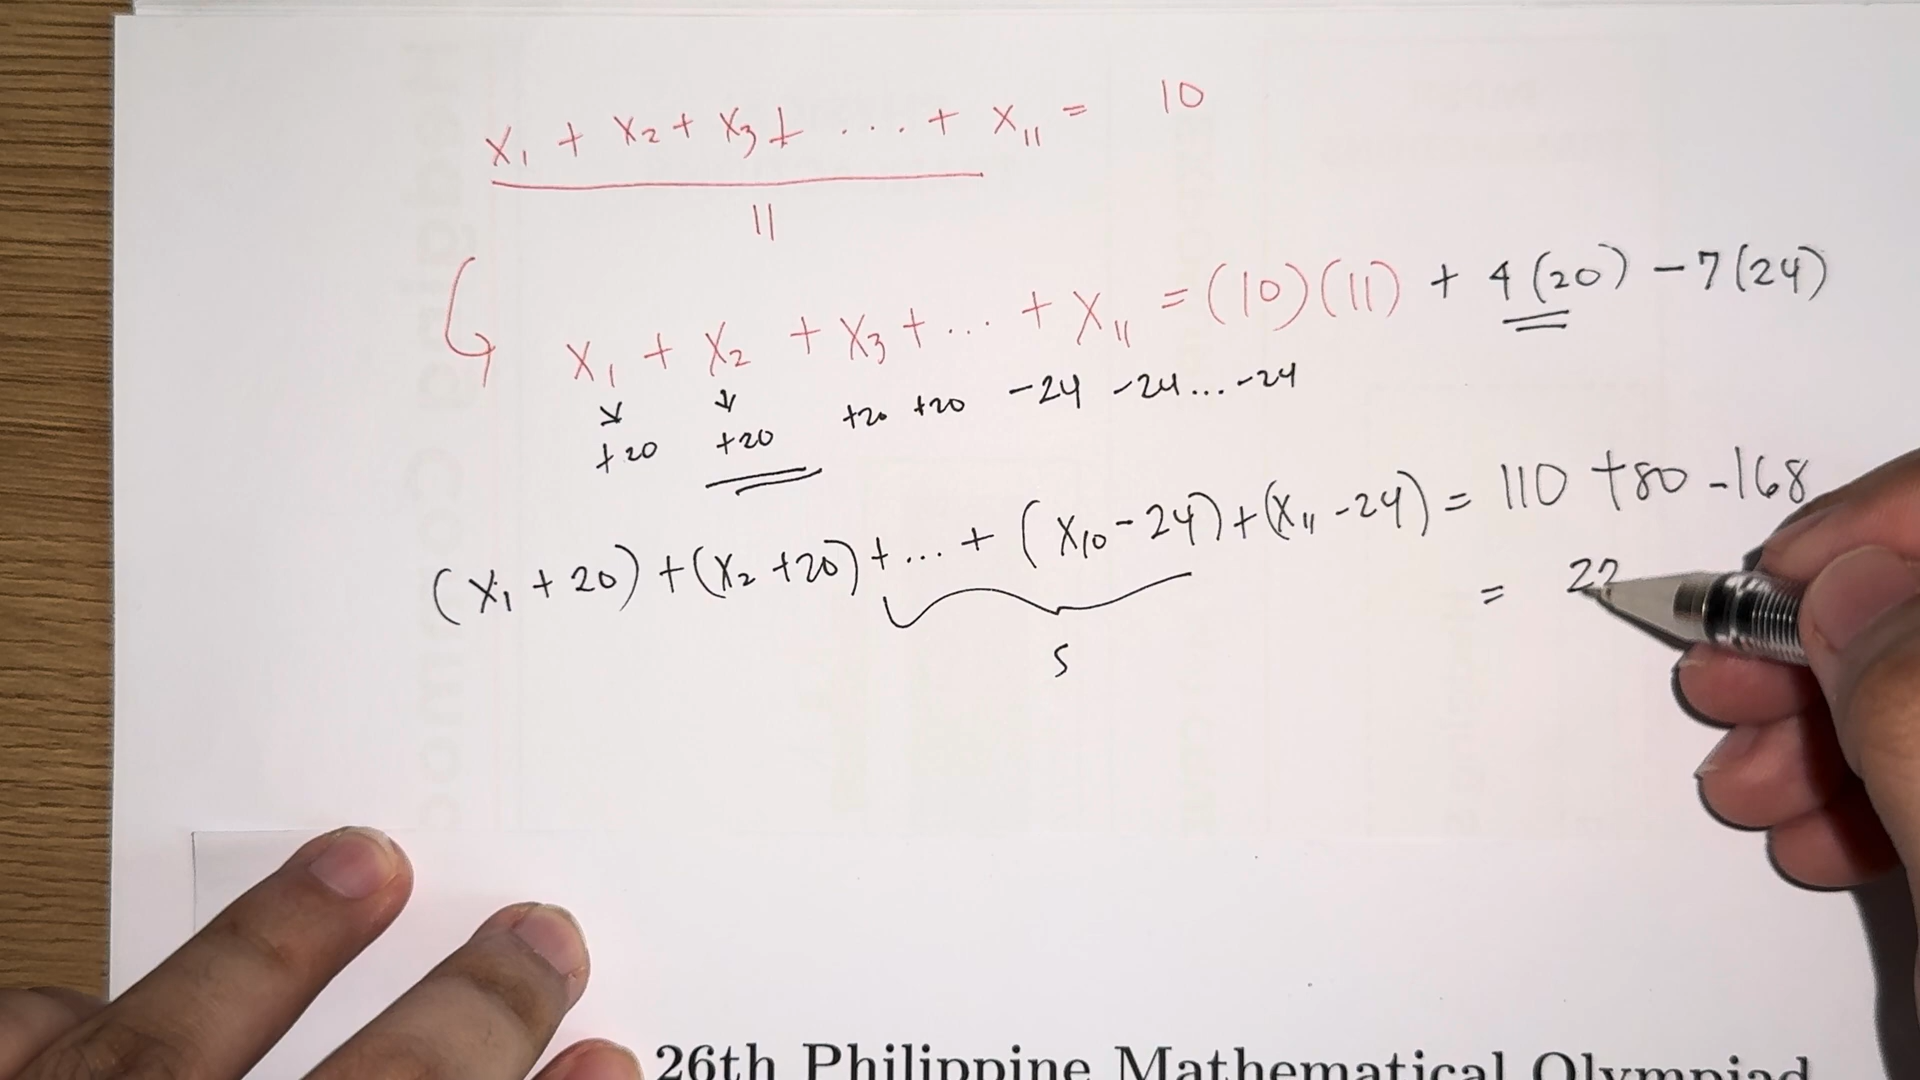 x₁ + x₂ + x₃ + .... + x₁₁ = 10
11
x₁ + x₂ + x₃ + ... + x₁₁ = (10)(11) + 4(20) - 7(24)
+20 +20 +20 +20 -24 -24 ... -24
(x₁ + 20) + (x₂ + 20) + ... + (x₁₀ - 24) + (x₁₁ - 24) = 110 + 80 - 168
= 22
5
26th Philippine Mathematical Olympiad